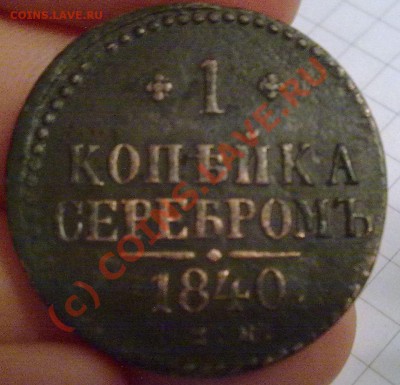 COINS.LAVE.RU
1
КОПѢЙКА
СЕРЕБРОМЪ
1840
(c) COINS.LAVE.RU